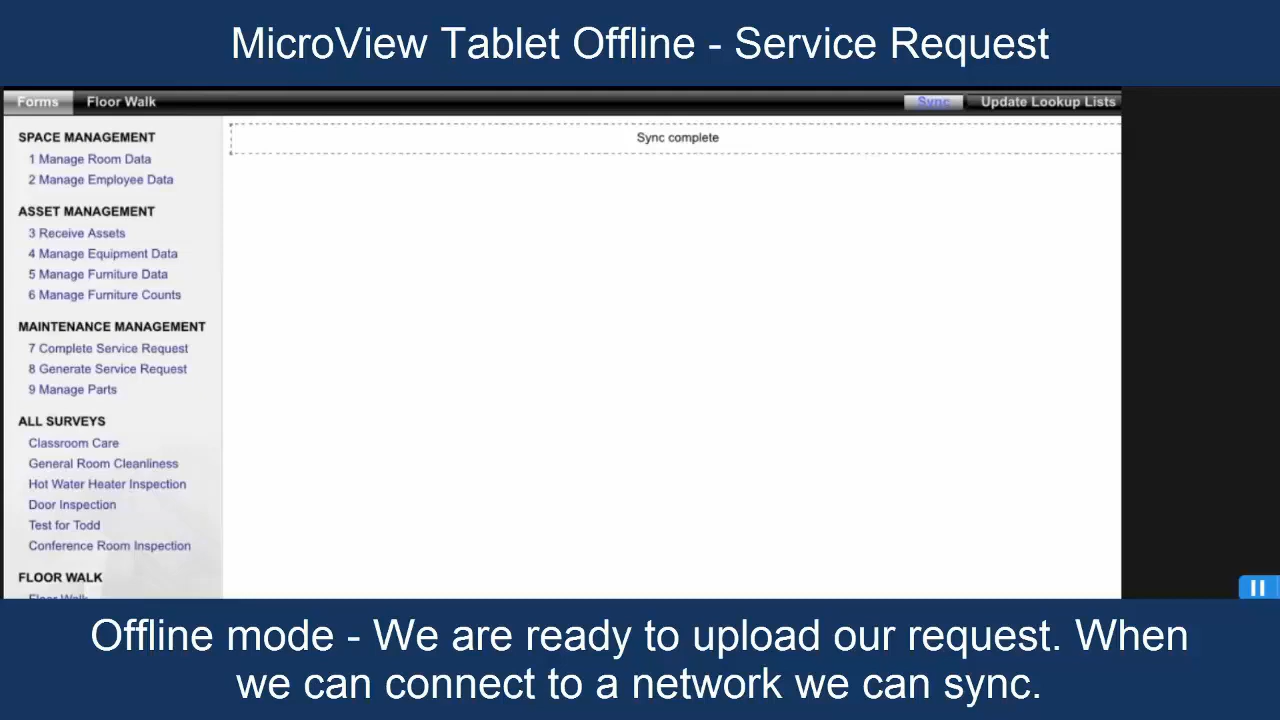 MicroView Tablet Offline - Service Request
Forms
Floor Walk
Sync
Update Lookup Lists
Sync complete
SPACE MANAGEMENT
1 Manage Room Data
2 Manage Employee Data
ASSET MANAGEMENT
3 Receive Assets
4 Manage Equipment Data
5 Manage Furniture Data
6 Manage Furniture Counts
MAINTENANCE MANAGEMENT
7 Complete Service Request
8 Generate Service Request
9 Manage Parts
ALL SURVEYS
Classroom Care
General Room Cleanliness
Hot Water Heater Inspection
Door Inspection
Test for Todd
Conference Room Inspection
FLOOR WALK
Floor Walk
Offline mode - We are ready to upload our request. When
we can connect to a network we can sync.